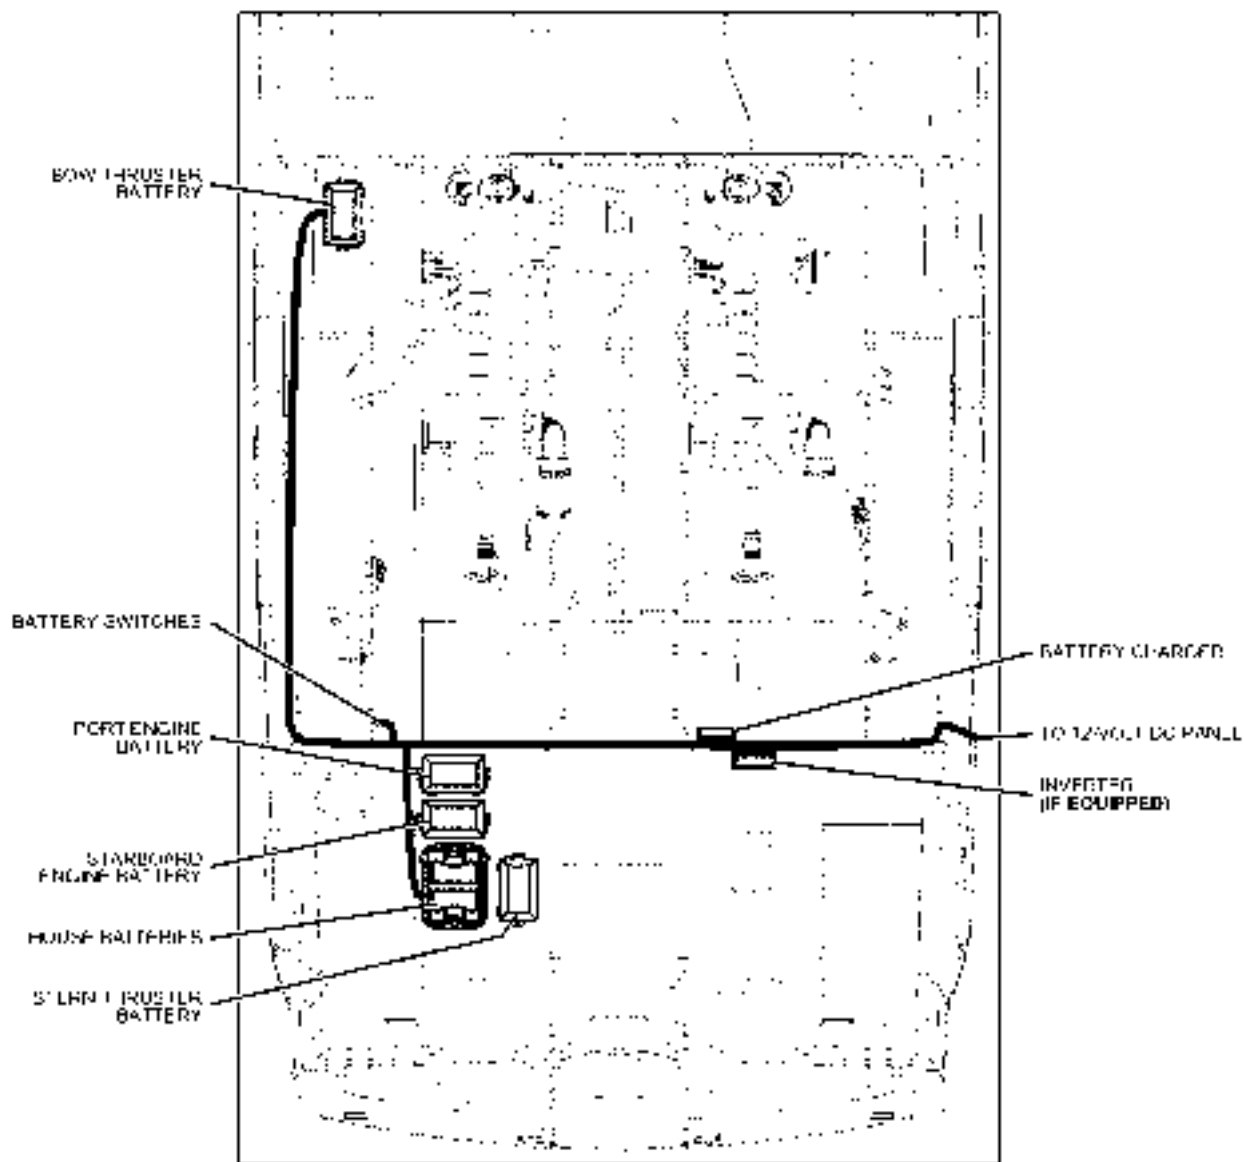 BOW THRUSTER
BATTERY
BATTERY SWITCHES
PORT ENGINE
BATTERY
STARBOARD
ENGINE BATTERY
HOUSE BATTERIES
STERN THRUSTER
BATTERY
BATTERY CHARGER
TO 12-VOLT DC PANEL
INVERTER
(IF EQUIPPED)